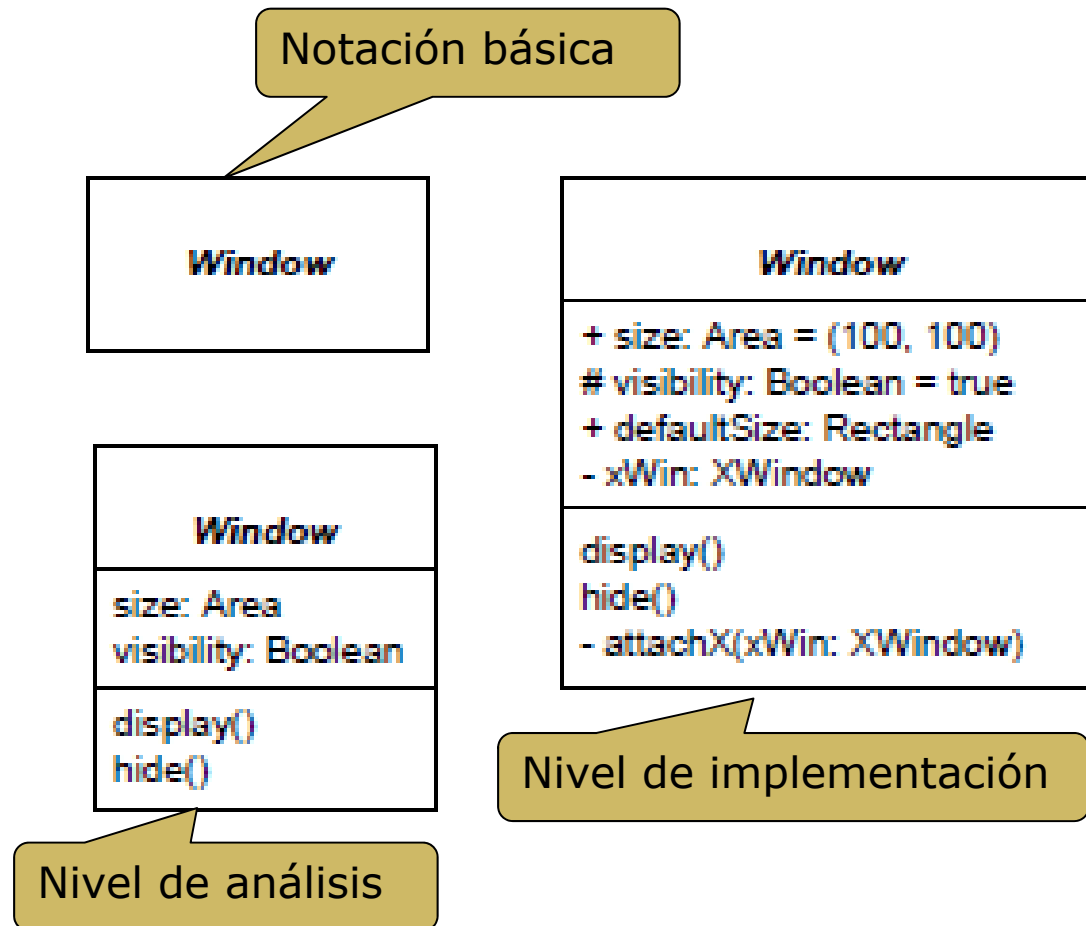 Notación básica
Window
Window
size: Area
visibility: Boolean
display()
hide()
Nivel de análisis
Window
+ size: Area = (100, 100)
# visibility: Boolean = true
+ defaultSize: Rectangle
- xWin: XWindow
display()
hide()
- attachX(xWin: XWindow)
Nivel de implementación